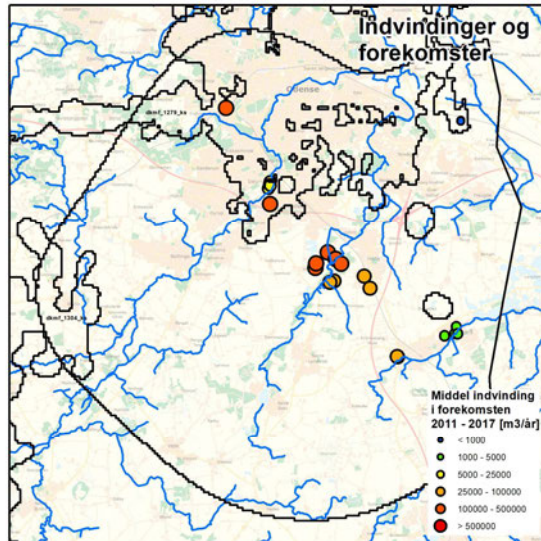 Indvindinger og
forekomster
Odense
dkmf_1279_ks
dkmf_1304_ks
Middel indvinding
i forekomsten
2011 - 2017 [m3/år]
< 1000
1000 - 5000
5000 - 25000
25000 - 100000
100000 - 500000
> 500000